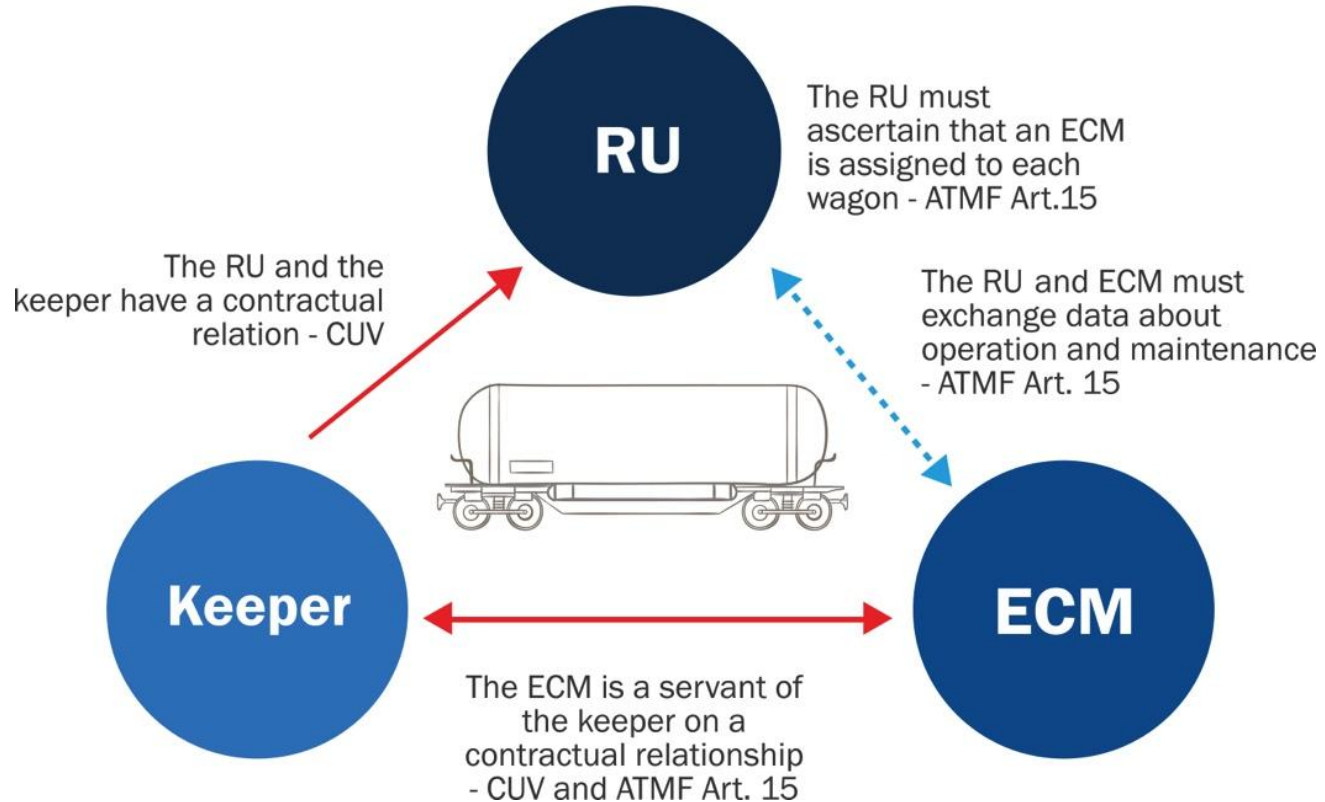 RU
The RU must
ascertain that an ECM
is assigned to each
wagon - ATMF Art.15
The RU and the
keeper have a contractual
relation - CUV
The RU and ECM must
exchange data about
operation and maintenance
- ATMF Art. 15
Keeper
ECM
The ECM is a servant of
the keeper on a
contractual relationship
- CUV and ATMF Art. 15